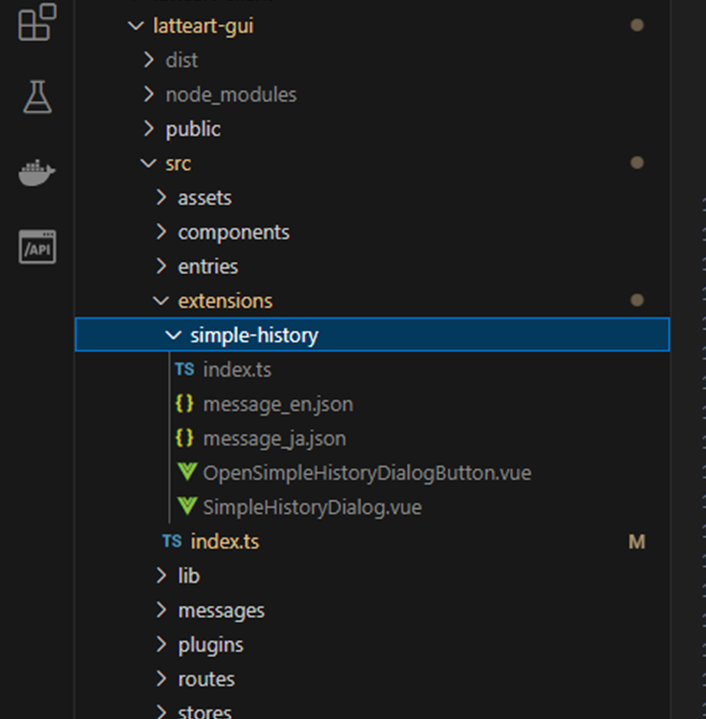 latteart-gui
dist
node_modules
public
src
assets
components
entries
extensions
simple-history
TS index.ts
{} message_en.json
{} message_ja.json
OpenSimpleHistoryDialogButton.vue
SimpleHistoryDialog.vue
TS index.ts M
lib
messages
plugins
routes
stores
/API